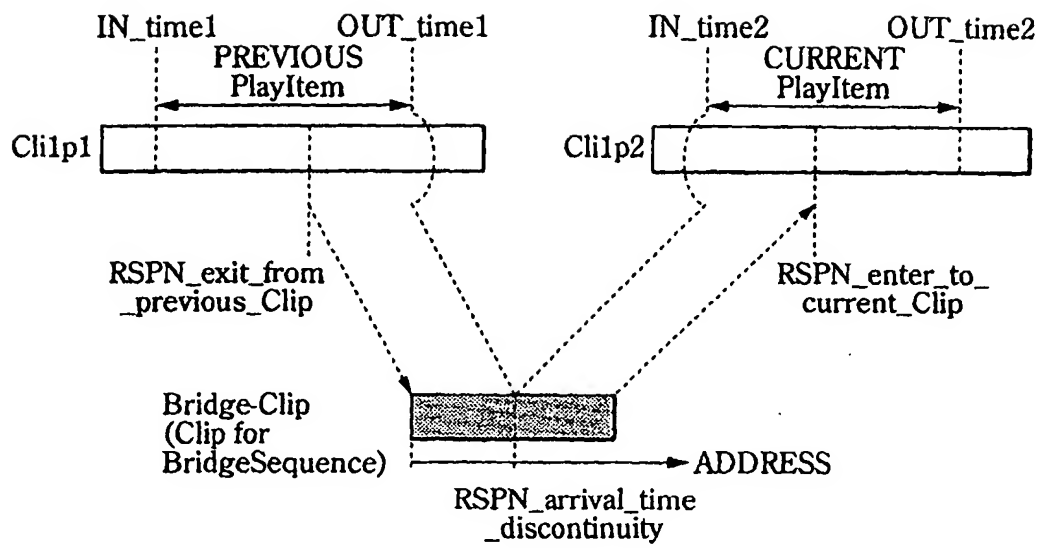 IN_time1
OUT_time1
IN_time2
OUT_time2
PREVIOUS
PlayItem
CURRENT
PlayItem
Cli1p1
Cli1p2
RSPN_exit_from
_previous_Clip
RSPN_enter_to_
current_Clip
Bridge-Clip
(Clip for
BridgeSequence)
ADDRESS
RSPN_arrival_time
_discontinuity